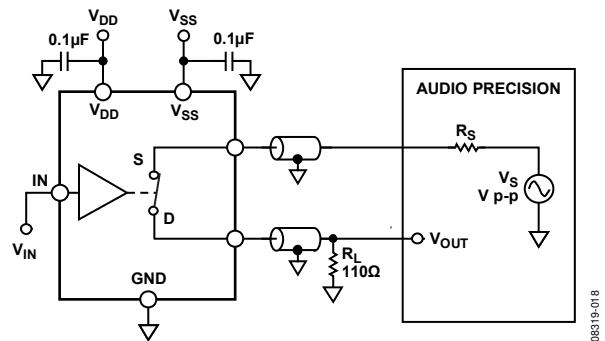 VDD
VSS
0.1µF
0.1µF
VDD
VSS
AUDIO PRECISION
RS
S
VS
V p-p
IN
D
VOUT
VIN
RL
110Ω
GND
08319-018